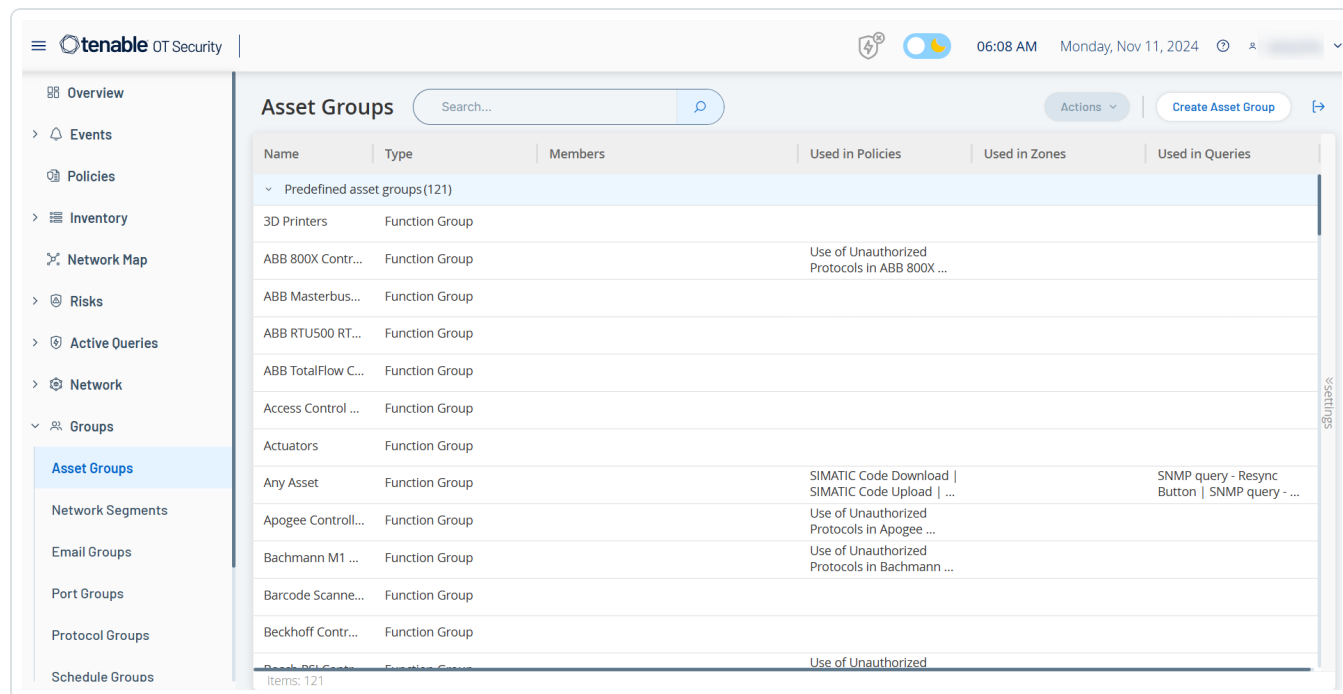 tenable OT Security
06:08 AM Monday, Nov 11, 2024
Overview
Events
Policies
Inventory
Network Map
Risks
Active Queries
Network
Groups
Asset Groups
Network Segments
Email Groups
Port Groups
Protocol Groups
Schedule Groups
Asset Groups
Search...
Actions
Create Asset Group
Name Type Members Used in Policies Used in Zones Used in Queries
Predefined asset groups (121)
3D Printers Function Group
ABB 800X Contr... Function Group Use of Unauthorized
Protocols in ABB 800X ...
ABB Masterbus... Function Group
ABB RTU500 RT... Function Group
ABB TotalFlow C... Function Group
Access Control ... Function Group
Actuators Function Group
Any Asset Function Group SIMATIC Code Download | SNMP query - Resync
SIMATIC Code Upload | ... Button | SNMP query - ...
Apogee Controll... Function Group Use of Unauthorized
Protocols in Apogee ...
Bachmann M1 ... Function Group Use of Unauthorized
Protocols in Bachmann ...
Barcode Scanne... Function Group
Beckhoff Contr... Function Group
Bosch PSI Contr... Function Group Use of Unauthorized
Items: 121
settings